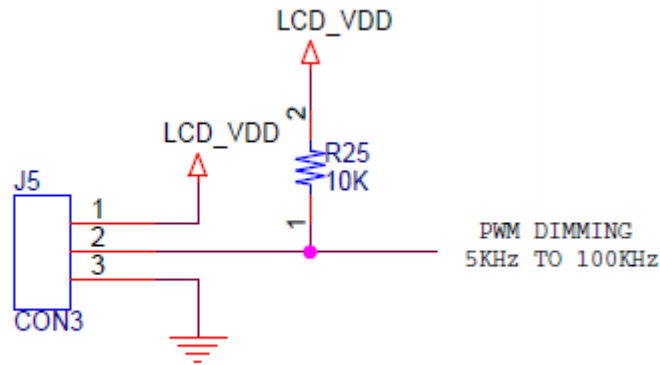 LCD_VDD
2
LCD_VDD
R25
10K
J5
1
1
2
3
PWM DIMMING
5KHz TO 100KHz
CON3